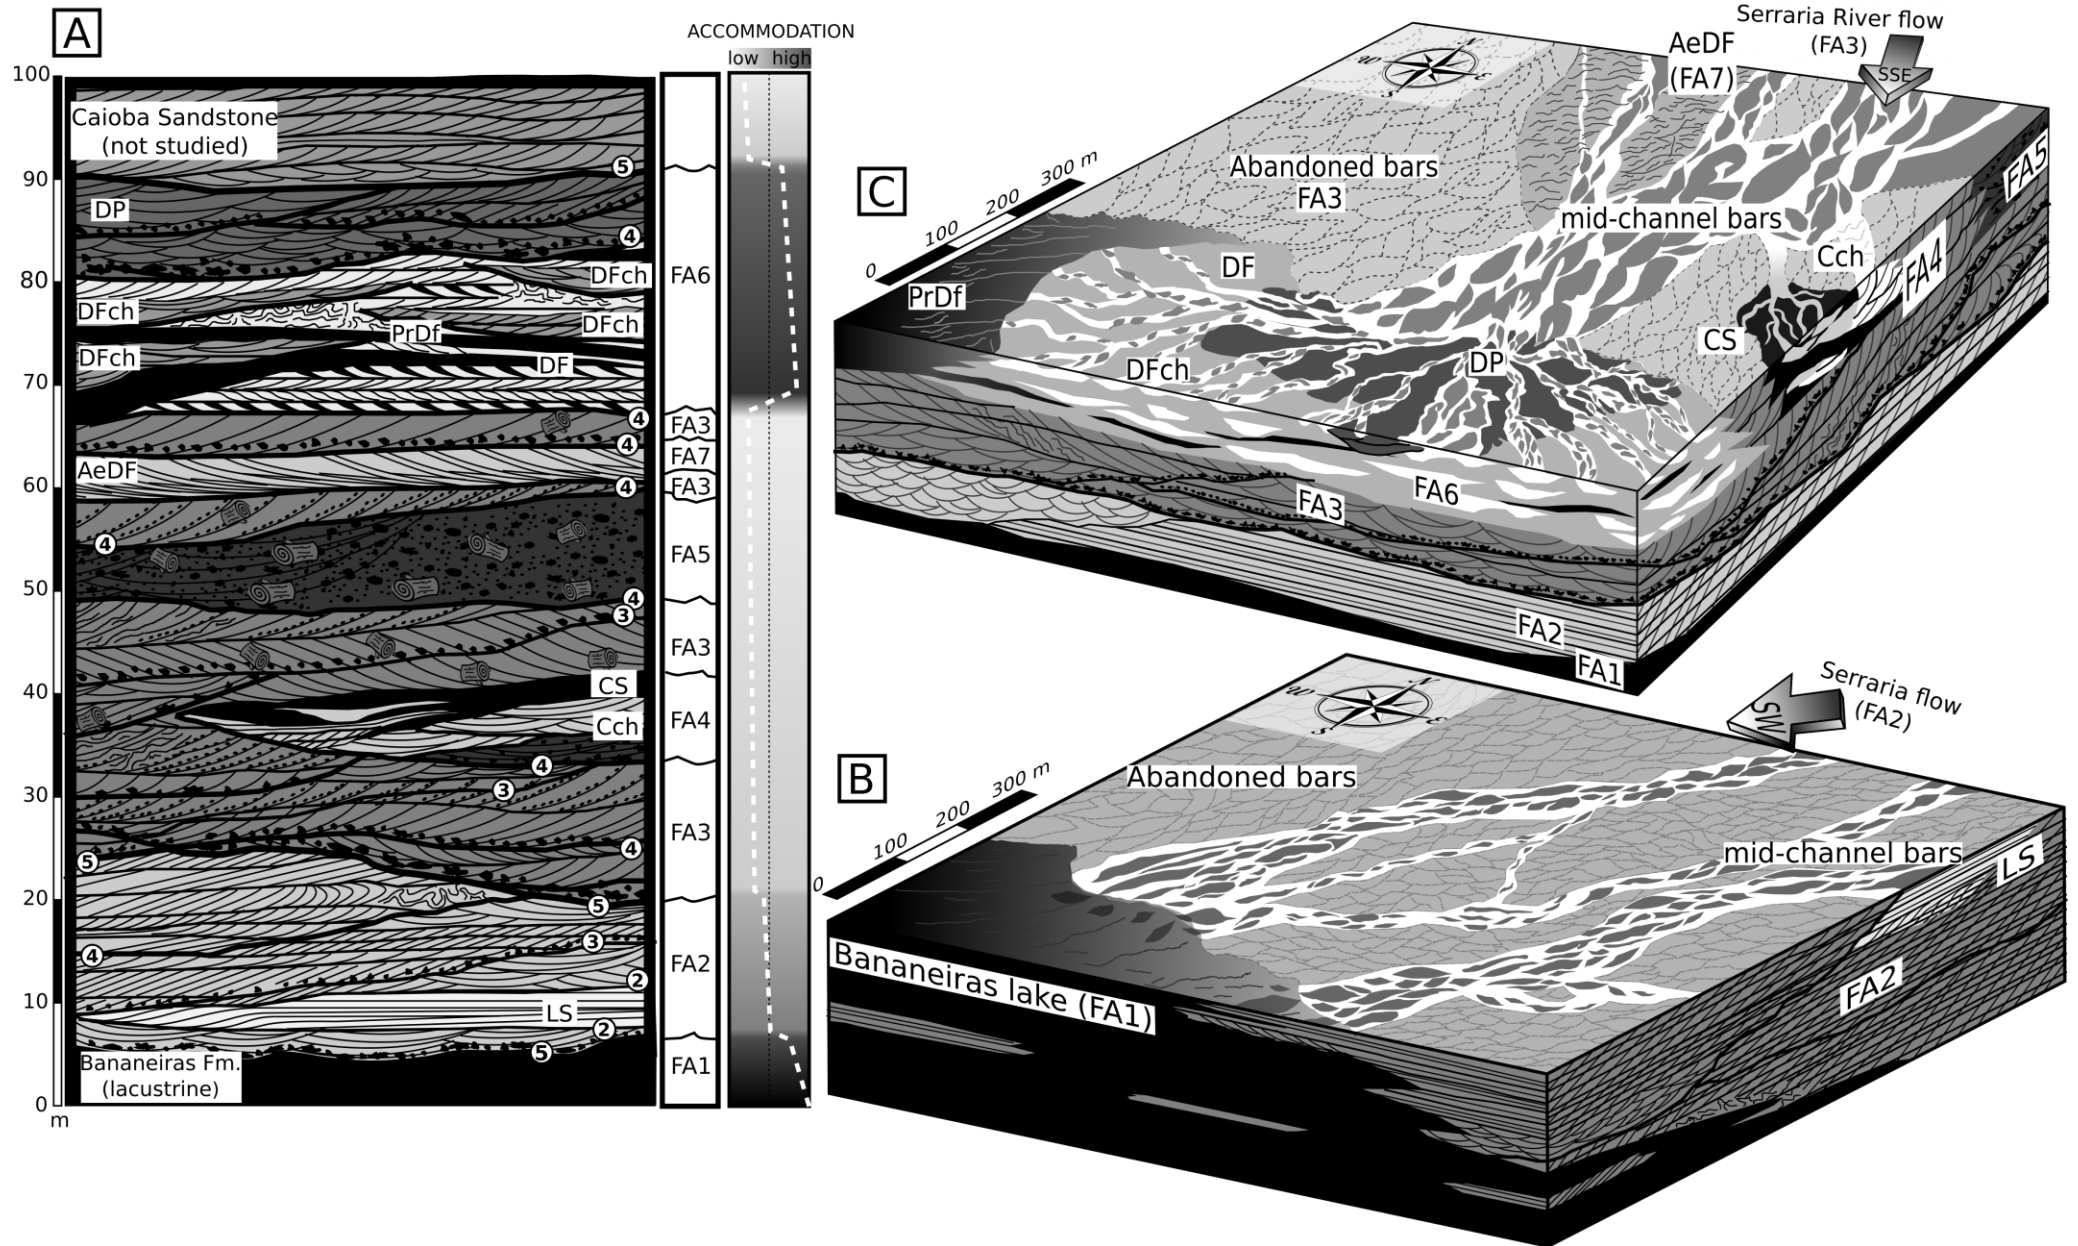 A
ACCOMMODATION
low high
100
90
80
70
60
50
40
30
20
10
0
m
Caioba Sandstone
(not studied)
5
DP
4
DFch
DFch
DFch
PrDf
DFch
DF
4
4
AeDF
4
4
4
3
CS
Cch
4
3
4
5
5
3
4
2
LS
2
5
Bananeiras Fm.
(lacustrine)
FA6
FA3
FA7
FA3
FA5
FA3
FA4
FA3
FA2
FA1
C
Serraria River flow
(FA3)
SSE
AeDF
(FA7)
N
W
E
S
0
100
200
300 m
Abandoned bars
FA3
mid-channel bars
Cch
DF
PrDf
DFch
DP
CS
FA5
FA4
FA6
FA3
FA2
FA1
B
Serraria flow
(FA2)
SW
N
W
E
S
0
100
200
300 m
Abandoned bars
mid-channel bars
LS
FA2
Bananeiras lake (FA1)